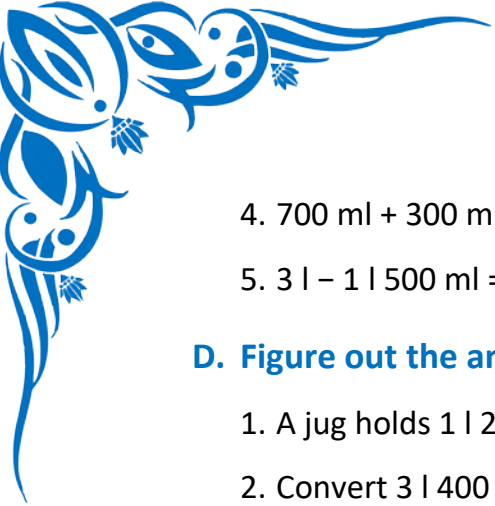 4. 700 ml + 300 m
5. 3 l − 1 l 500 ml =
D. Figure out the
1. A jug holds 1 l 2
2. Convert 3 l 400